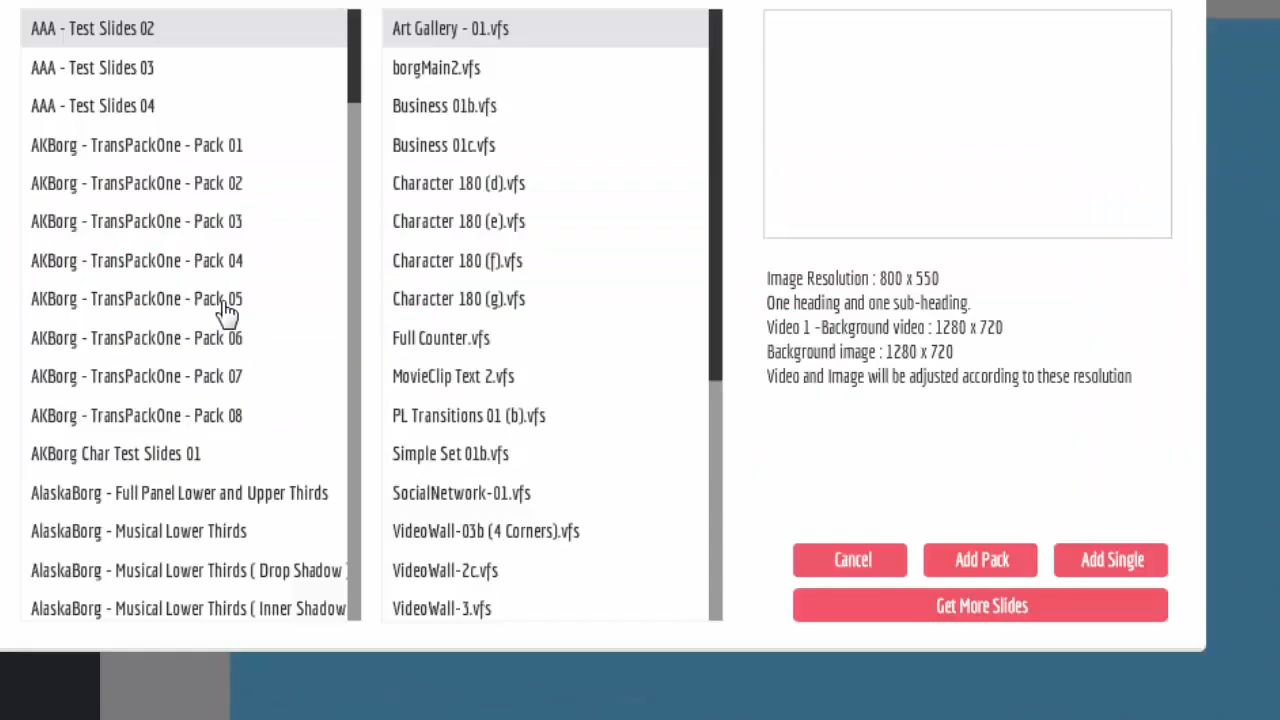 AAA - Test Slides 02
AAA - Test Slides 03
AAA - Test Slides 04
AKBorg - TransPackOne - Pack 01
AKBorg - TransPackOne - Pack 02
AKBorg - TransPackOne - Pack 03
AKBorg - TransPackOne - Pack 04
AKBorg - TransPackOne - Pack 05
AKBorg - TransPackOne - Pack 06
AKBorg - TransPackOne - Pack 07
AKBorg - TransPackOne - Pack 08
AKBorg Char Test Slides 01
AlaskaBorg - Full Panel Lower and Upper Thirds
AlaskaBorg - Musical Lower Thirds
AlaskaBorg - Musical Lower Thirds ( Drop Shadow )
AlaskaBorg - Musical Lower Thirds ( Inner Shadow
Art Gallery - 01.vfs
borgMain2.vfs
Business 01b.vfs
Business 01c.vfs
Character 180 (d).vfs
Character 180 (e).vfs
Character 180 (f).vfs
Character 180 (g).vfs
Full Counter.vfs
MovieClip Text 2.vfs
PL Transitions 01 (b).vfs
Simple Set 01b.vfs
SocialNetwork-01.vfs
VideoWall-03b (4 Corners).vfs
VideoWall-2c.vfs
VideoWall-3.vfs
Image Resolution : 800 x 550
One heading and one sub-heading.
Video 1 -Background video : 1280 x 720
Background image : 1280 x 720
Video and Image will be adjusted according to these resolution
Cancel
Add Pack
Add Single
Get More Slides